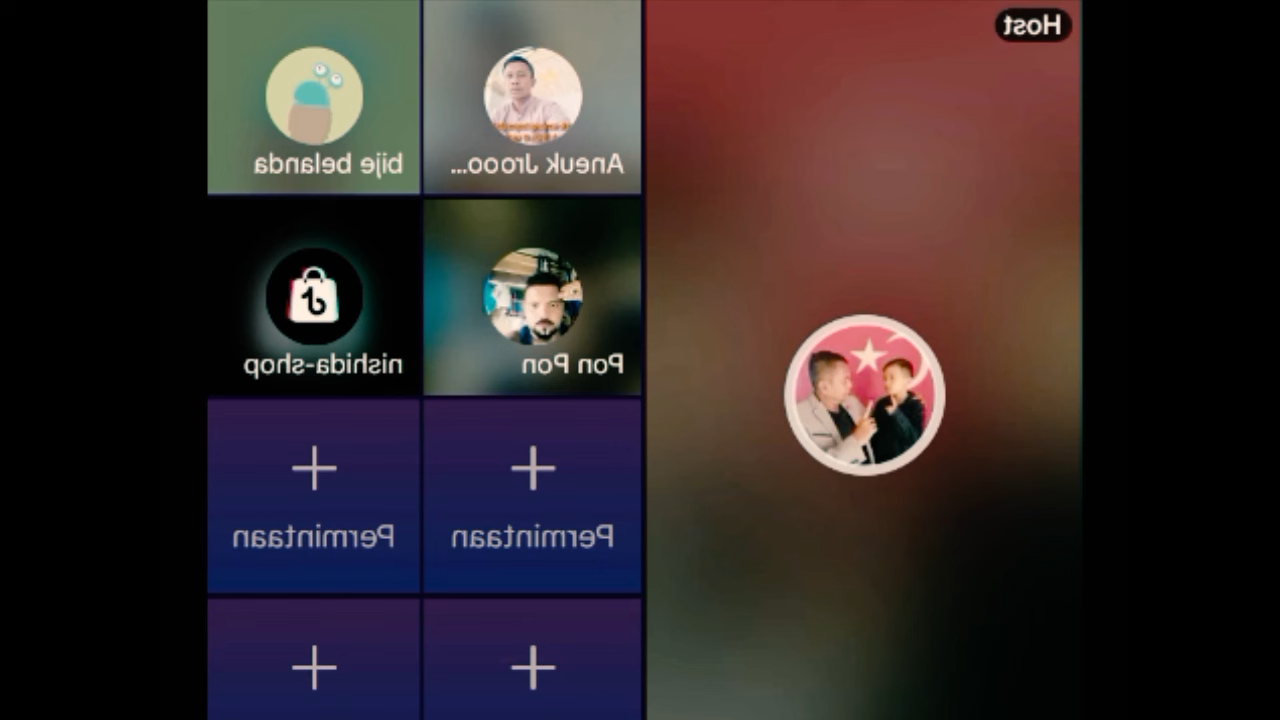 Host
Aneuk Jrooo...
bije belanda
Pon Pon
nishida-shop
Permintaan
Permintaan